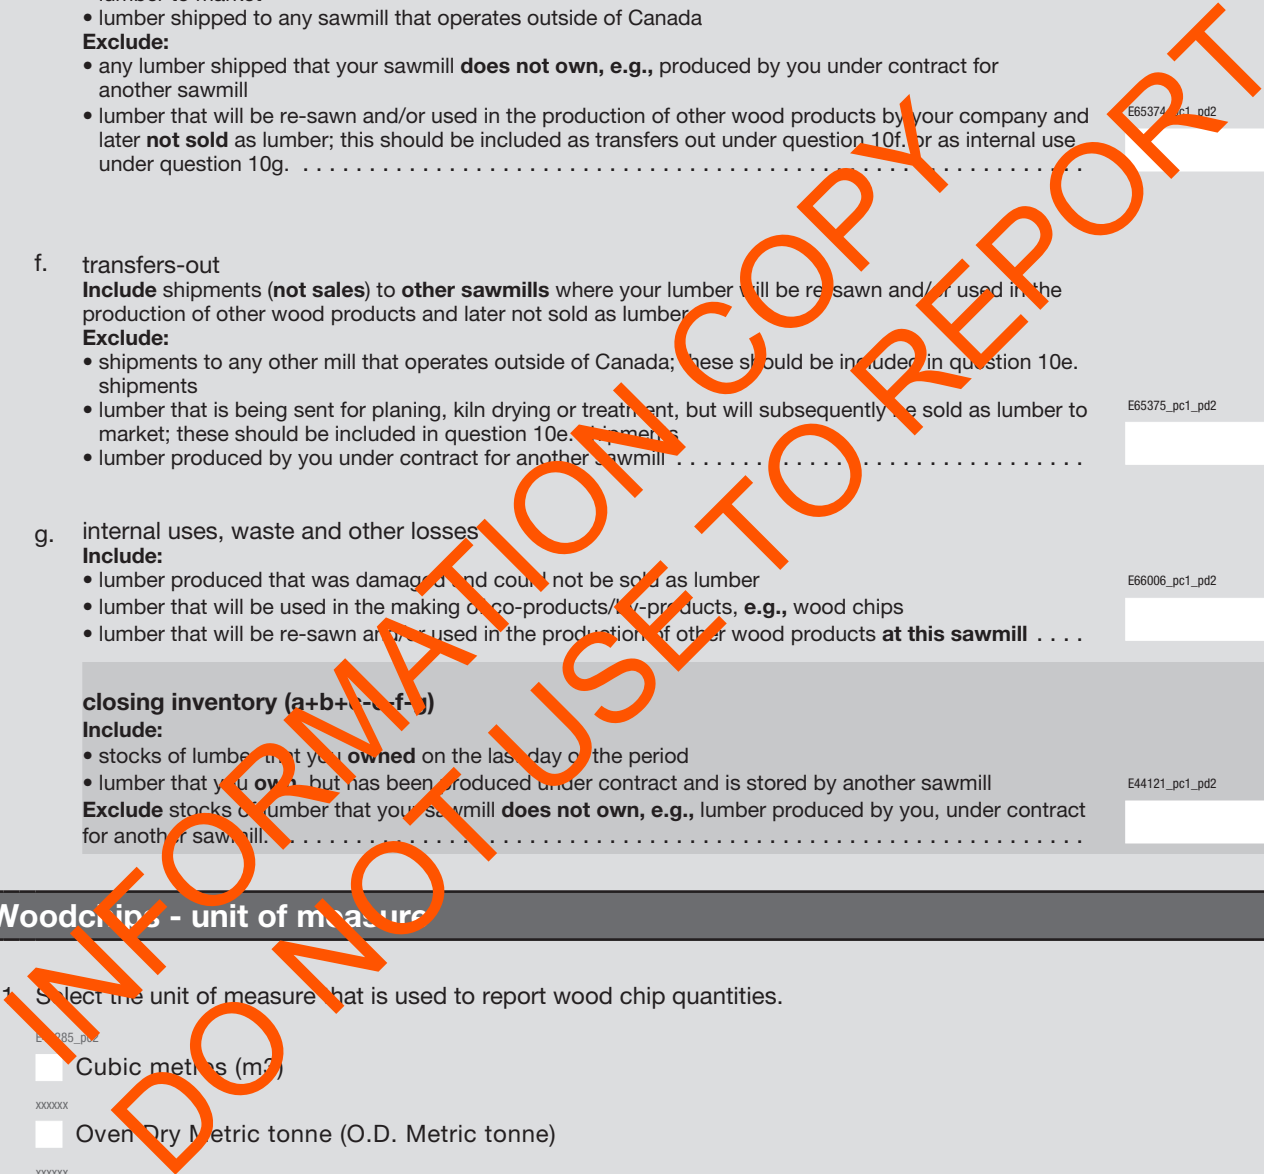 • lumber shipped to any sawmill that operates outside of Canada
Exclude:
• any lumber shipped that your sawmill does not own, e.g., produced by you under contract for
another sawmill
• lumber that will be re-sawn and/or used in the production of other wood products by your company and
later not sold as lumber; this should be included as transfers out under question 10f. or as internal use
under question 10g. . . . . . . . . . . . . . . . . . . . . . . . . . . . . . . . . . . . . . . . . . . . . . . .
E65374_pc1_pd2
f. transfers-out
Include shipments (not sales) to other sawmills where your lumber will be re-sawn and/or used in the
production of other wood products and later not sold as lumber
Exclude:
• shipments to any other mill that operates outside of Canada; these should be included in question 10e.
shipments
• lumber that is being sent for planing, kiln drying or treatment, but will subsequently be sold as lumber to
market; these should be included in question 10e. shipments
• lumber produced by you under contract for another sawmill . . . . . . . . . . . . . . . . . . . . . . . .
E65375_pc1_pd2
g. internal uses, waste and other losses
Include:
• lumber produced that was damaged and could not be sold as lumber
• lumber that will be used in the making of co-products/by-products, e.g., wood chips
• lumber that will be re-sawn and/or used in the production of other wood products at this sawmill . . . .
E66006_pc1_pd2
closing inventory (a+b+c-e-f-g)
Include:
• stocks of lumber that you owned on the last day of the period
• lumber that you own, but has been produced under contract and is stored by another sawmill
Exclude stocks of lumber that your sawmill does not own, e.g., lumber produced by you, under contract
for another sawmill. . . . . . . . . . . . . . . . . . . . . . . . . . . . . . . . . . . . . . . . . . . . . . . .
E44121_pc1_pd2
Woodchips - unit of measure
Select the unit of measure that is used to report wood chip quantities.
Cubic metres (m3)
xxxxxx
Oven Dry Metric tonne (O.D. Metric tonne)
xxxxxx
INFORMATION COPY
DO NOT USE TO REPORT